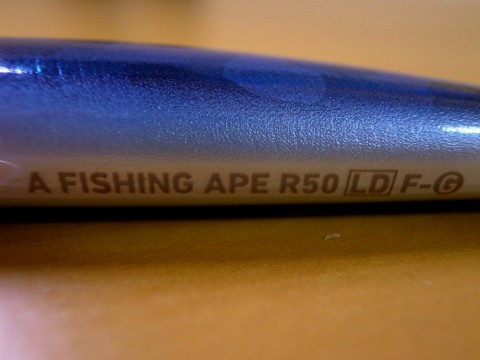 A FISHING APE R50 LD F-G